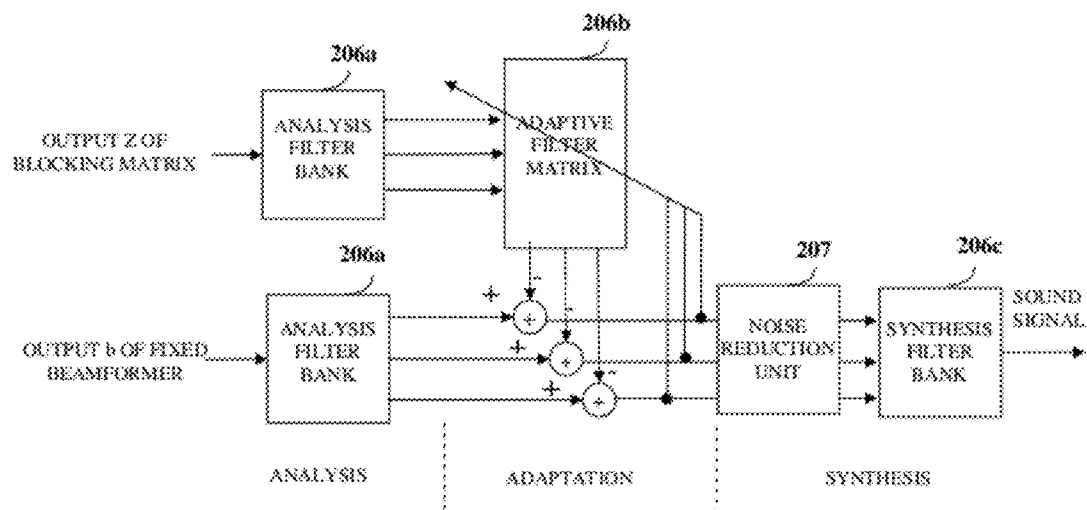 206b
206a
OUTPUT Z OF
BLOCKING MATRIX
ANALYSIS
FILTER
BANK
ADAPTIVE
FILTER
MATRIX
206a
207
206c
-
-
-
+
+
+
+
+
+
OUTPUT b OF FIXED
BEAMFORMER
ANALYSIS
FILTER
BANK
NOISE
REDUCTION
UNIT
SYNTHESIS
FILTER
BANK
SOUND
SIGNAL
ANALYSIS
ADAPTATION
SYNTHESIS